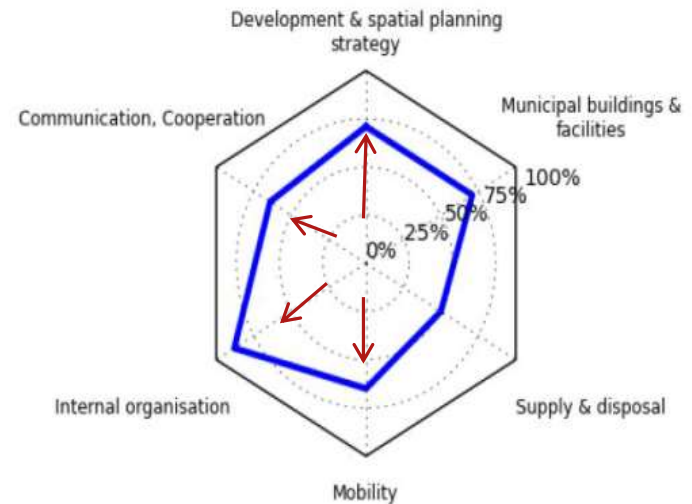 Development & spatial planning
strategy
Municipal buildings &
facilities
Communication, Cooperation
100%
75%
50%
25%
0%
Internal organisation
Supply & disposal
Mobility